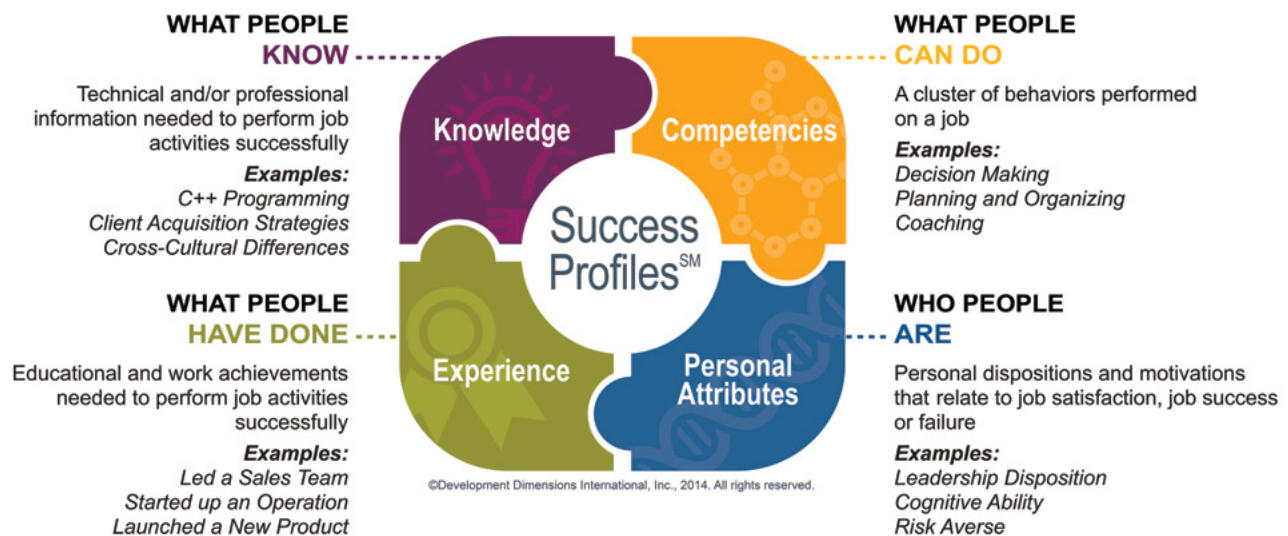 WHAT PEOPLE
KNOW
Technical and/or professional
information needed to perform job
activities successfully
Examples:
C++ Programming
Client Acquisition Strategies
Cross-Cultural Differences
WHAT PEOPLE
CAN DO
A cluster of behaviors performed
on a job
Examples:
Decision Making
Planning and Organizing
Coaching
Knowledge
Competencies
Success
Profiles℠
Experience
Personal
Attributes
WHAT PEOPLE
HAVE DONE
Educational and work achievements
needed to perform job activities
successfully
Examples:
Led a Sales Team
Started up an Operation
Launched a New Product
WHO PEOPLE
ARE
Personal dispositions and motivations
that relate to job satisfaction, job success
or failure
Examples:
Leadership Disposition
Cognitive Ability
Risk Averse
©Development Dimensions International, Inc., 2014. All rights reserved.